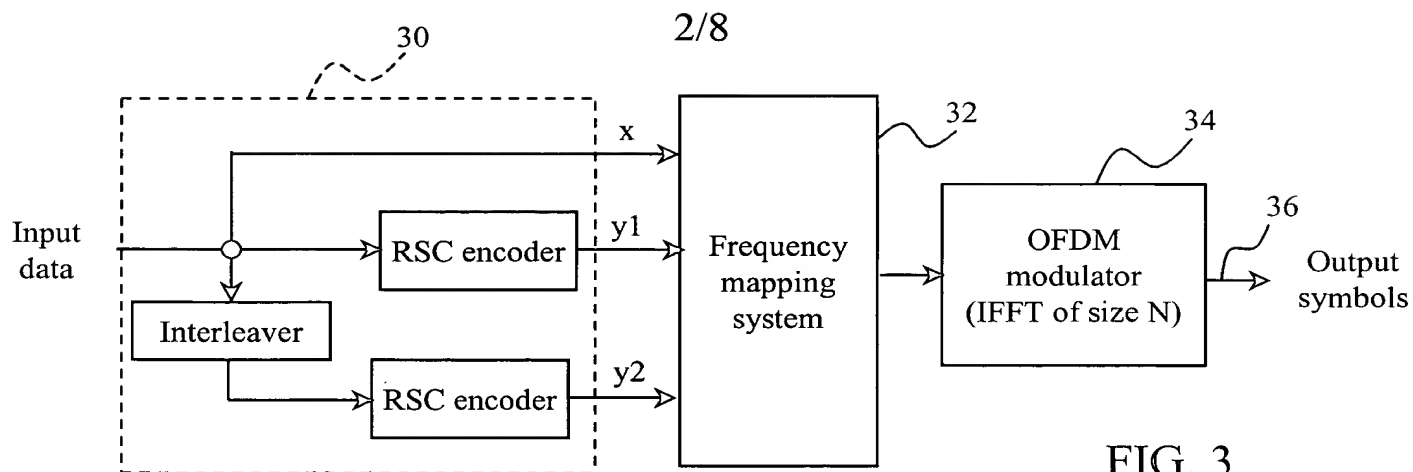 2/8
30
32
34
36
x
y1
y2
Input
data
RSC encoder
Interleaver
RSC encoder
Frequency
mapping
system
OFDM
modulator
(IFFT of size N)
Output
symbols
FIG. 3